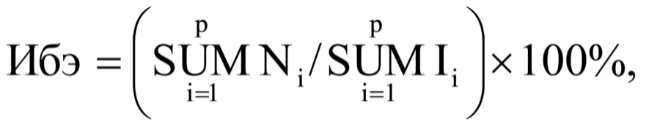 Ибэ = (SUM N_i / SUM I_i) × 100%,
p p
i=1 i=1